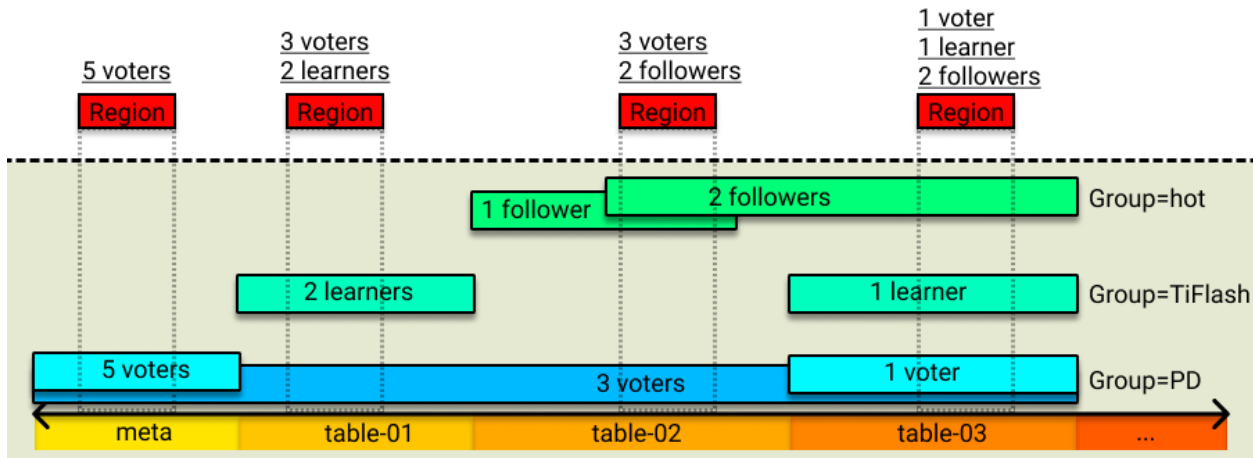 5 voters
3 voters
2 learners
3 voters
2 followers
1 voter
1 learner
2 followers
Region
Region
Region
Region
2 followers
1 follower
Group=hot
2 learners
1 learner
Group=TiFlash
5 voters
3 voters
1 voter
Group=PD
meta
table-01
table-02
table-03
...